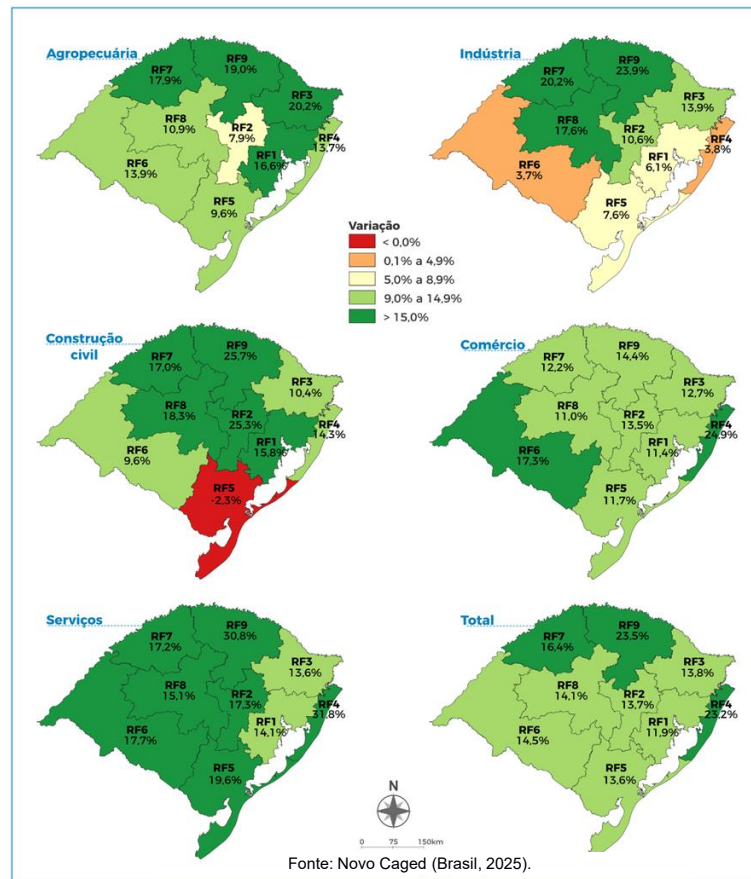 Agropecuária
RF7
17,9%
RF9
19,0%
RF3
20,2%
RF8
10,9%
RF2
7,9%
RF4
13,7%
RF1
16,6%
RF6
13,9%
RF5
9,6%
Indústria
RF7
20,2%
RF9
23,9%
RF3
13,9%
RF8
17,6%
RF2
10,6%
RF4
3,8%
RF1
6,1%
RF6
3,7%
RF5
7,6%
Variação
< 0,0%
0,1% a 4,9%
5,0% a 8,9%
9,0% a 14,9%
> 15,0%
Construção
civil
RF7
17,0%
RF9
25,7%
RF3
10,4%
RF8
18,3%
RF2
25,3%
RF4
14,3%
RF1
15,8%
RF6
9,6%
RF5
-2,3%
Comércio
RF7
12,2%
RF9
14,4%
RF3
12,7%
RF8
11,0%
RF2
13,5%
RF4
24,9%
RF1
11,4%
RF6
17,3%
RF5
11,7%
Serviços
RF7
17,2%
RF9
30,8%
RF3
13,6%
RF8
15,1%
RF2
17,3%
RF4
31,8%
RF1
14,1%
RF6
17,7%
RF5
19,6%
Total
RF7
16,4%
RF9
23,5%
RF3
13,8%
RF8
14,1%
RF2
13,7%
RF4
23,2%
RF1
11,9%
RF6
14,5%
RF5
13,6%
N
0 75 150km
Fonte: Novo Caged (Brasil, 2025).